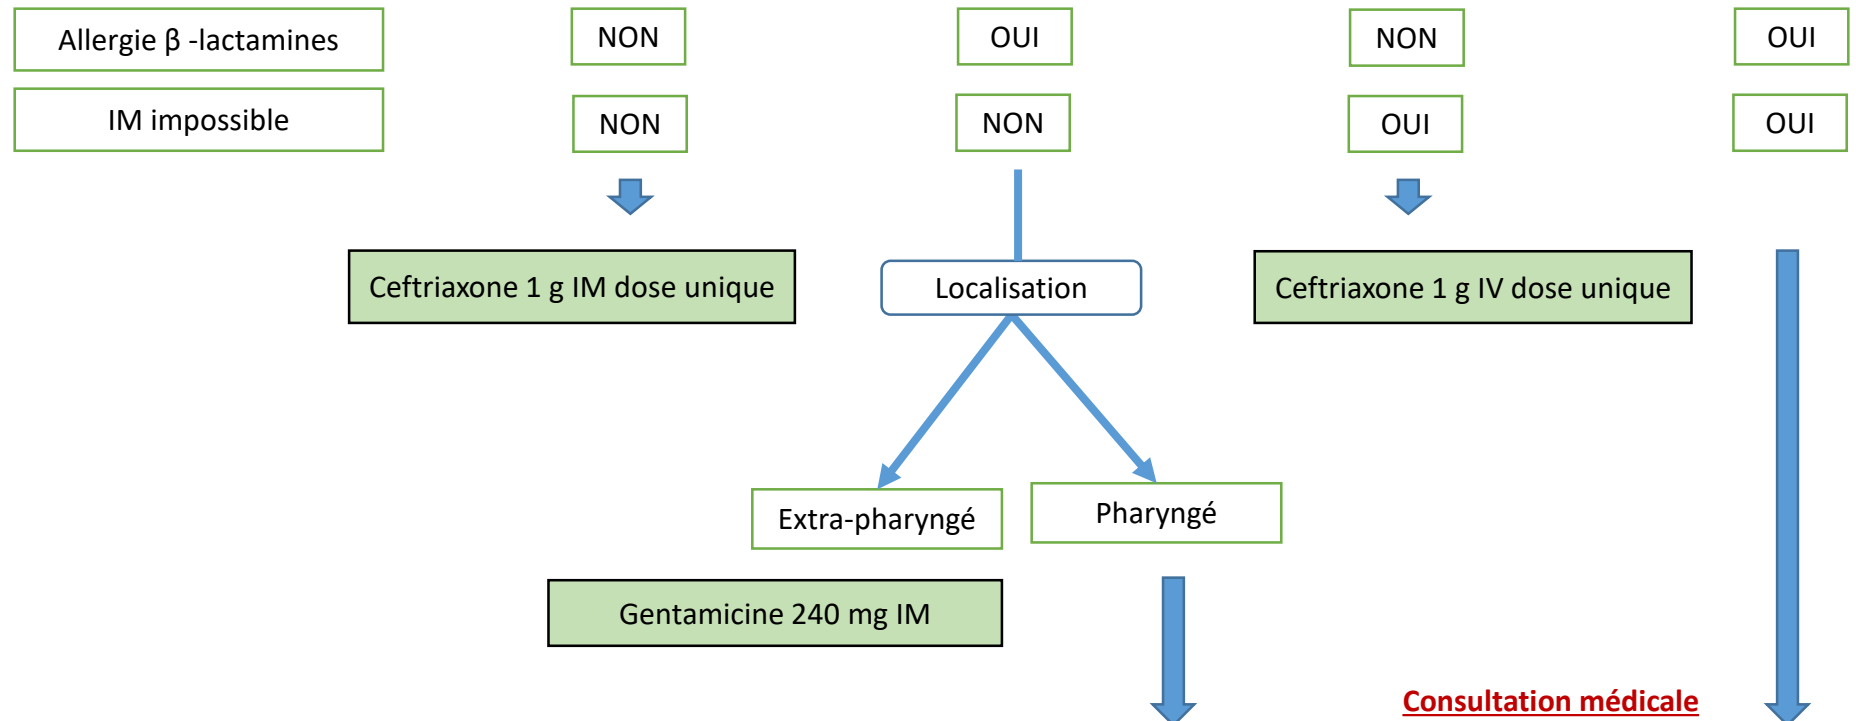 Allergie β -lactamines
NON
OUI
NON
OUI
IM impossible
NON
NON
OUI
OUI
Ceftriaxone 1 g IM dose unique
Localisation
Ceftriaxone 1 g IV dose unique
Extra-pharyngé
Pharyngé
Gentamicine 240 mg IM
Consultation médicale